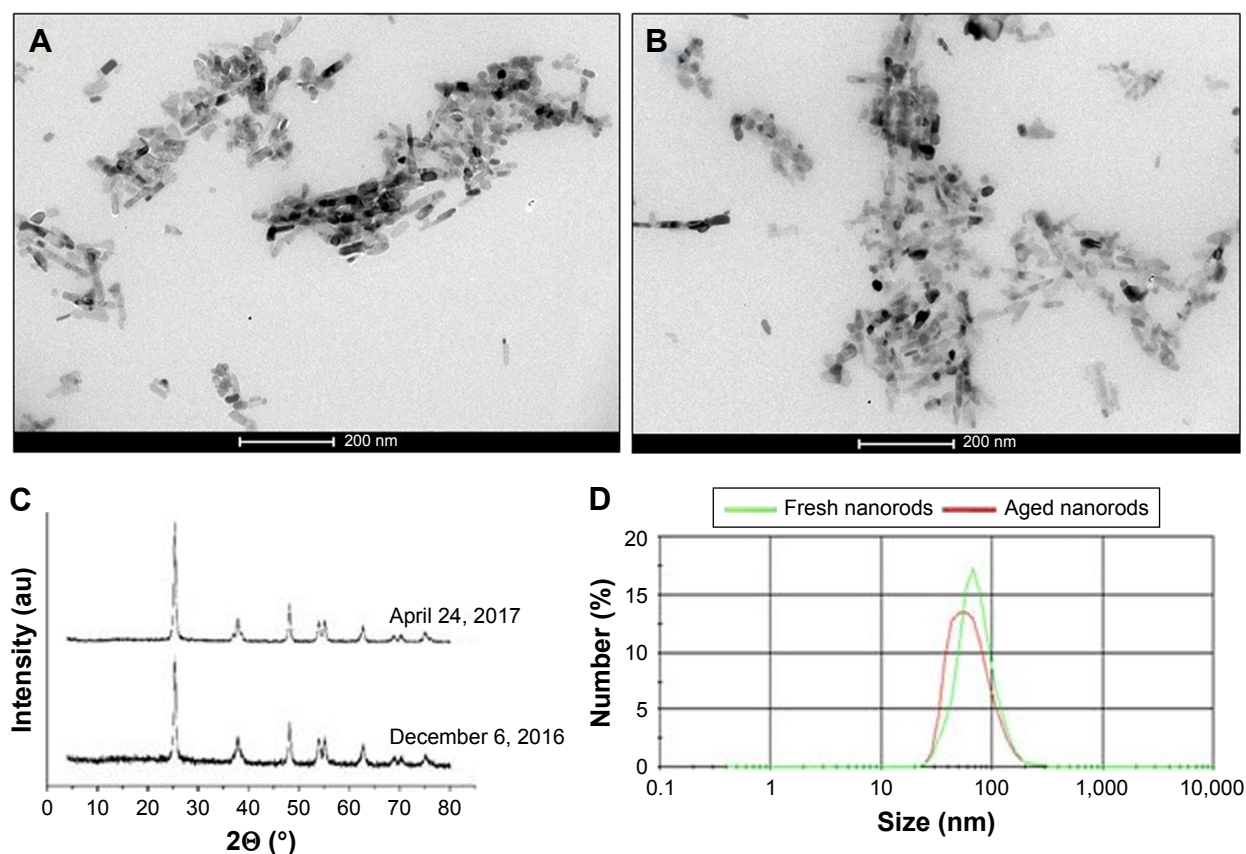 A
B
200 nm
200 nm
C
Intensity (au)
April 24, 2017
December 6, 2016
0 10 20 30 40 50 60 70 80
2Θ (°)
D
Fresh nanorods Aged nanorods
Number (%)
20
15
10
5
0
0.1 1 10 100 1,000 10,000
Size (nm)